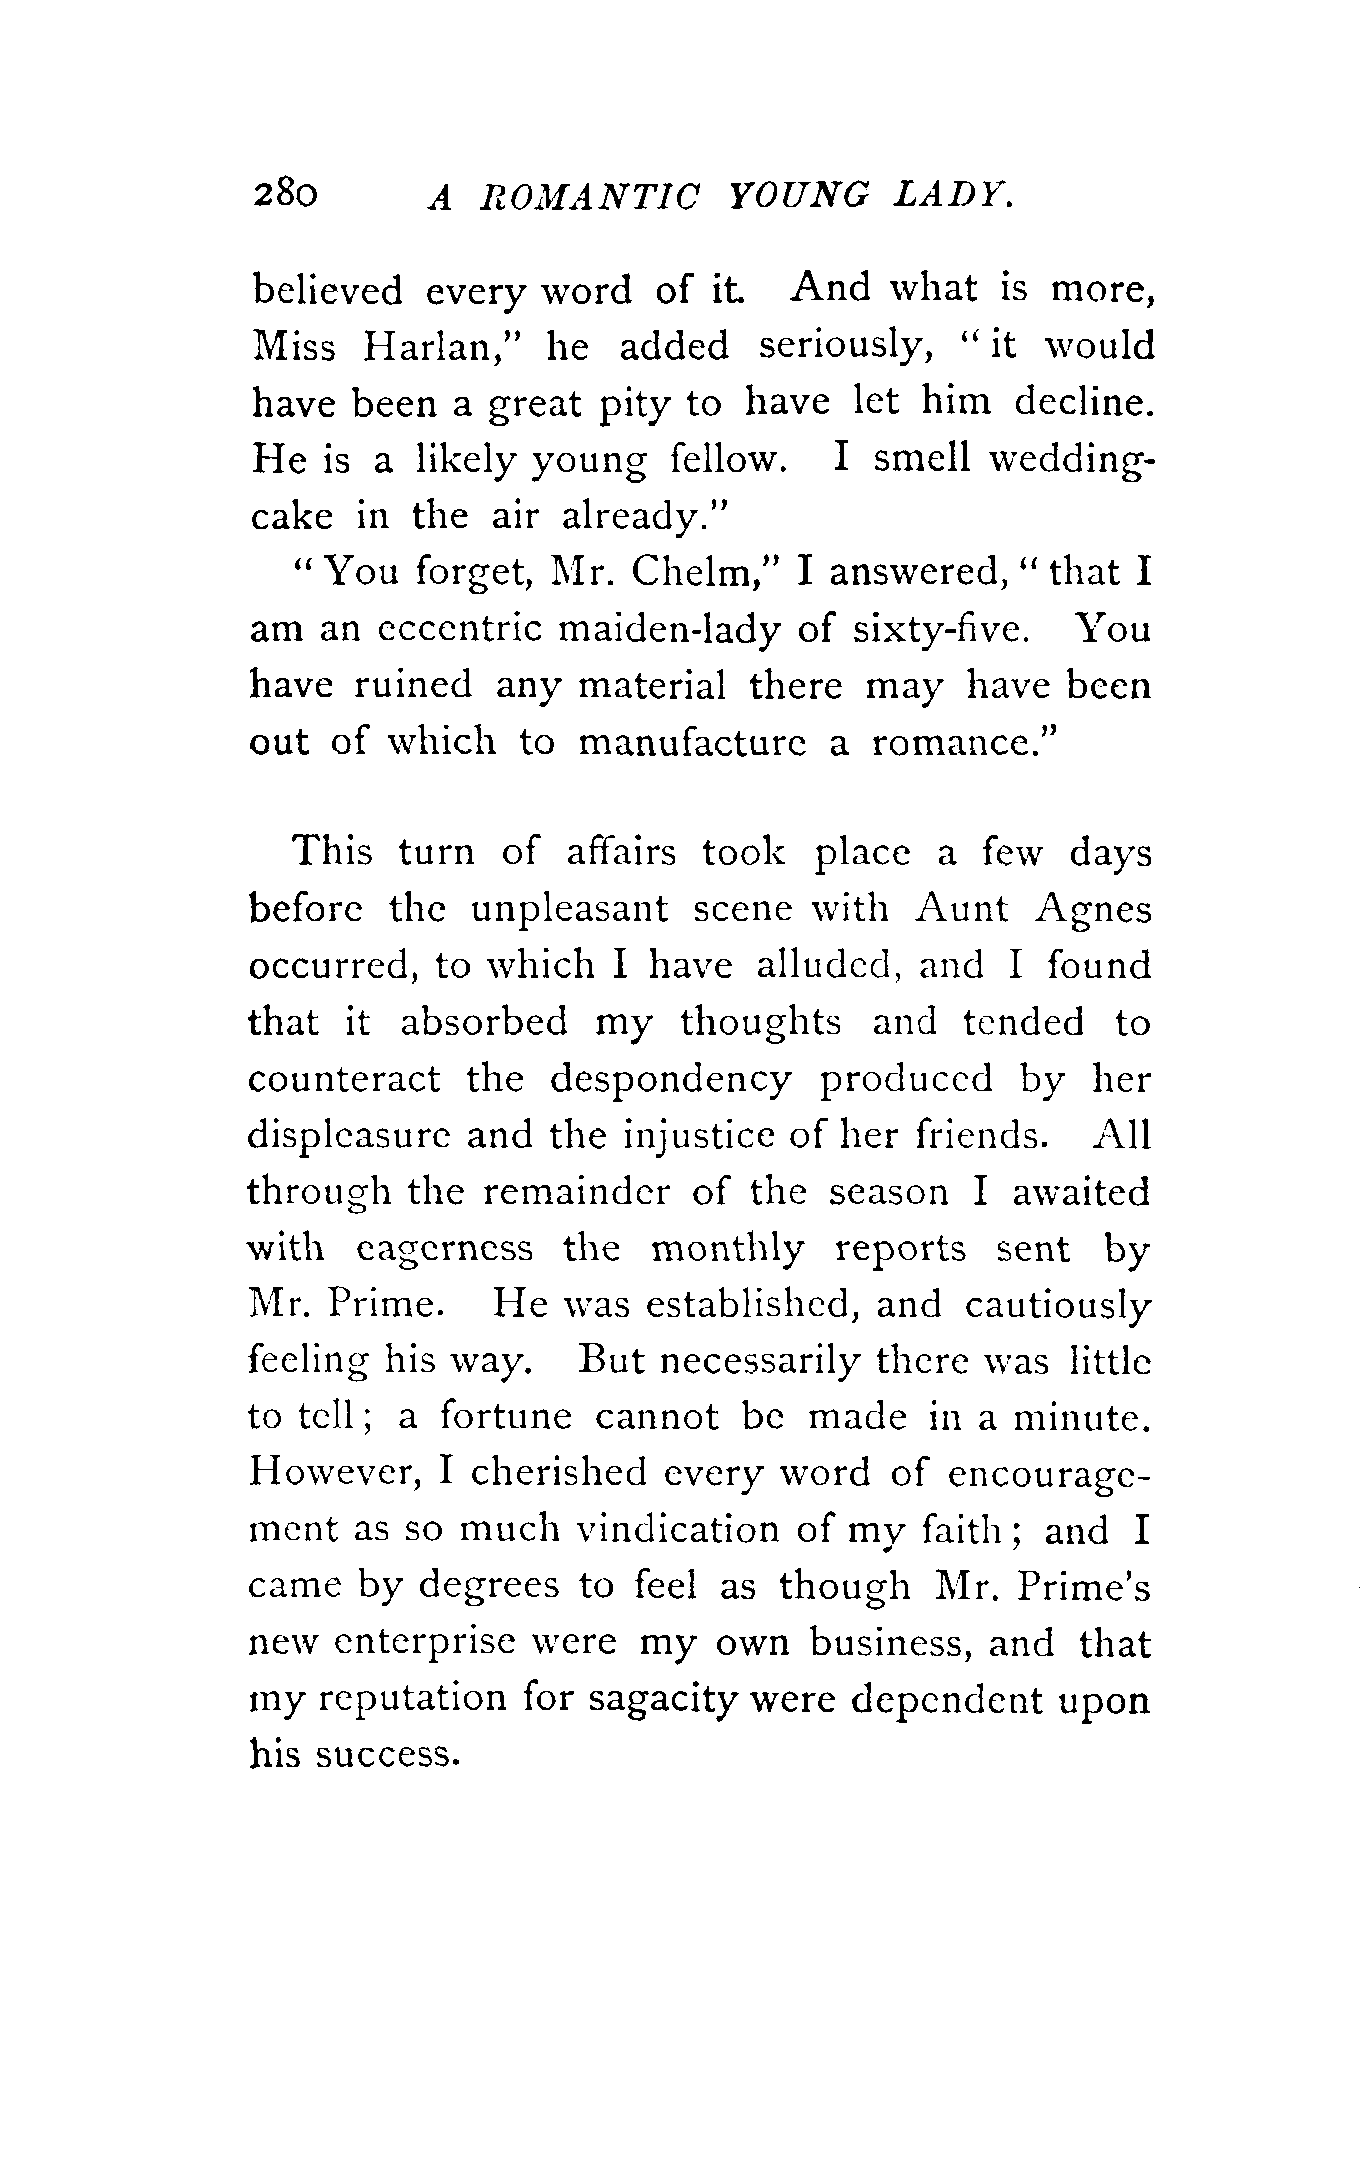 280 A ROMANTIC YOUNG LADY.
believed every word of it. And what is more,
Miss Harlan," he added seriously, "it would
have been a great pity to have let him decline.
He is a likely young fellow. I smell wedding-
cake in the air already."
"You forget, Mr. Chelm," I answered, "that I
am an eccentric maiden-lady of sixty-five. You
have ruined any material there may have been
out of which to manufacture a romance."
This turn of affairs took place a few days
before the unpleasant scene with Aunt Agnes
occurred, to which I have alluded, and I found
that it absorbed my thoughts and tended to
counteract the despondency produced by her
displeasure and the injustice of her friends. All
through the remainder of the season I awaited
with eagerness the monthly reports sent by
Mr. Prime. He was established, and cautiously
feeling his way. But necessarily there was little
to tell; a fortune cannot be made in a minute.
However, I cherished every word of encourage-
ment as so much vindication of my faith; and I
came by degrees to feel as though Mr. Prime's
new enterprise were my own business, and that
my reputation for sagacity were dependent upon
his success.